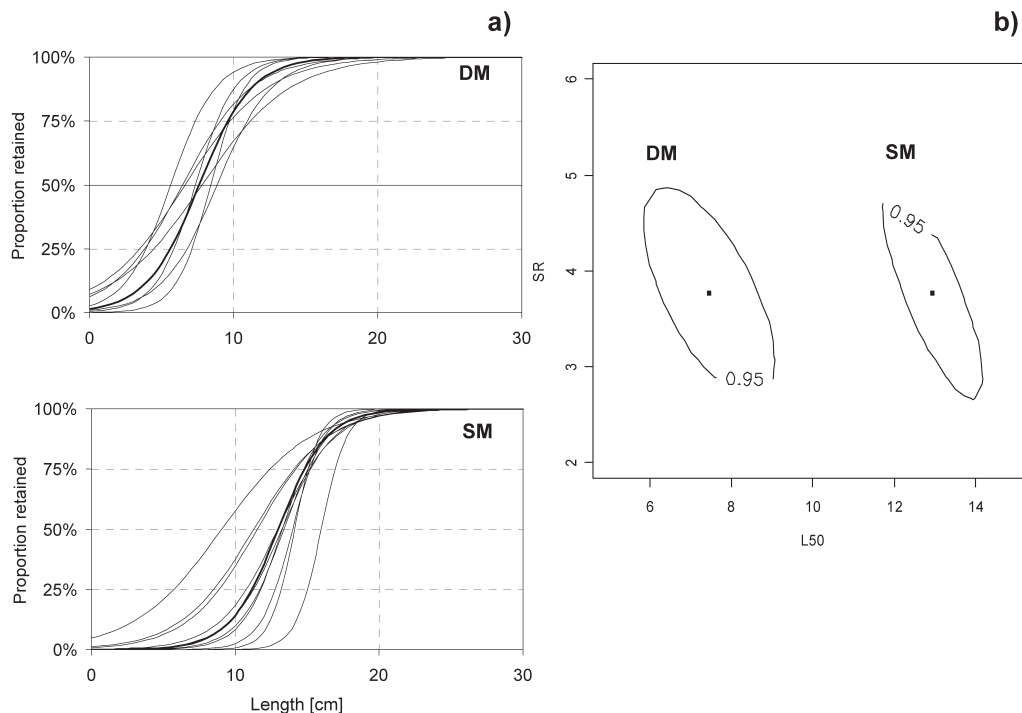 a)
DM
100%
75%
50%
25%
0%
Proportion retained
0 10 20 30
SM
100%
75%
50%
25%
0%
Proportion retained
0 10 20 30
Length [cm]
b)
DM SM
6
5
4
3
2
SR
0.95
0.95
6 8 10 12 14
L50